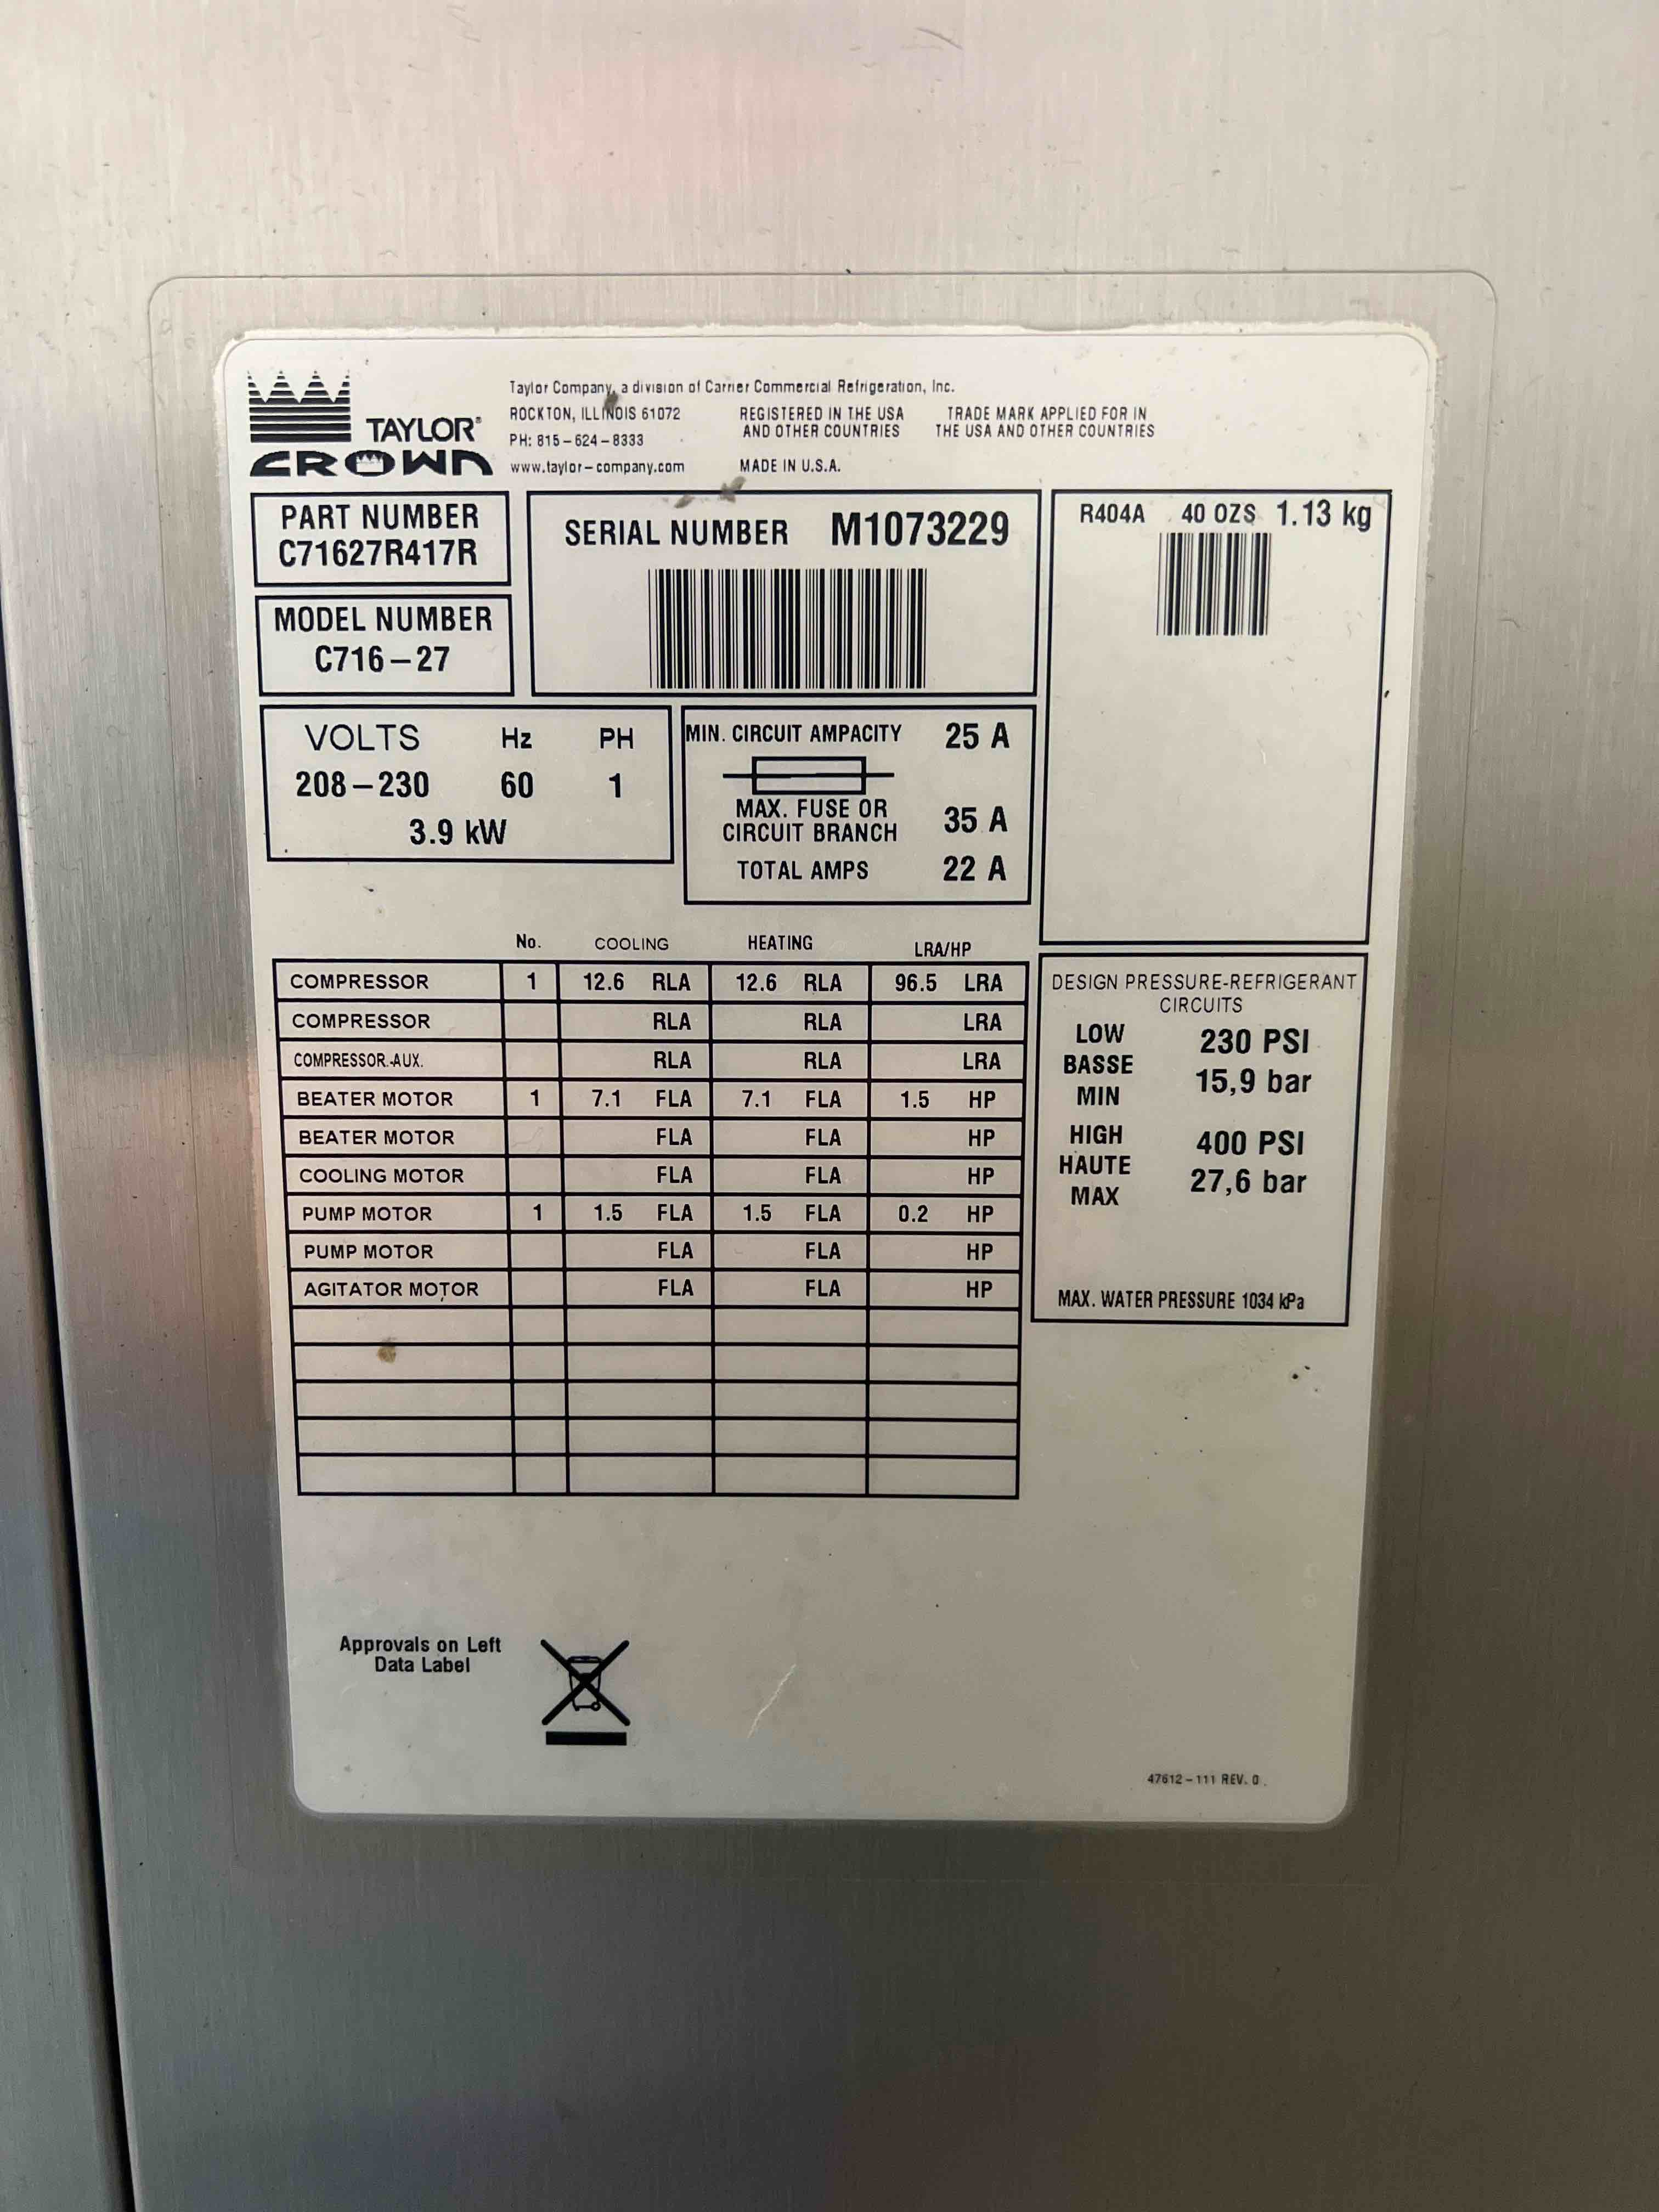 TAYLOR®
CROWN
Taylor Company, a division of Carrier Commercial Refrigeration, Inc.
ROCKTON, ILLINOIS 61072
PH: 815-624-8333
www.taylor-company.com
REGISTERED IN THE USA
AND OTHER COUNTRIES
MADE IN U.S.A.
TRADE MARK APPLIED FOR IN
THE USA AND OTHER COUNTRIES
PART NUMBER
C71627R417R
MODEL NUMBER
C716-27
SERIAL NUMBER M1073229
R404A 40 OZS 1.13 kg
VOLTS Hz PH
208-230 60 1
3.9 kW
MIN. CIRCUIT AMPACITY 25 A
MAX. FUSE OR
CIRCUIT BRANCH 35 A
TOTAL AMPS 22 A
No. COOLING HEATING LRA/HP
COMPRESSOR 1 12.6 RLA 12.6 RLA 96.5 LRA
COMPRESSOR RLA RLA LRA
COMPRESSOR-AUX. RLA RLA LRA
BEATER MOTOR 1 7.1 FLA 7.1 FLA 1.5 HP
BEATER MOTOR FLA FLA HP
COOLING MOTOR FLA FLA HP
PUMP MOTOR 1 1.5 FLA 1.5 FLA 0.2 HP
PUMP MOTOR FLA FLA HP
AGITATOR MOTOR FLA FLA HP
DESIGN PRESSURE-REFRIGERANT
CIRCUITS
LOW 230 PSI
BASSE 15,9 bar
MIN
HIGH 400 PSI
HAUTE 27,6 bar
MAX
MAX. WATER PRESSURE 1034 kPa
Approvals on Left
Data Label
47612-111 REV. 0